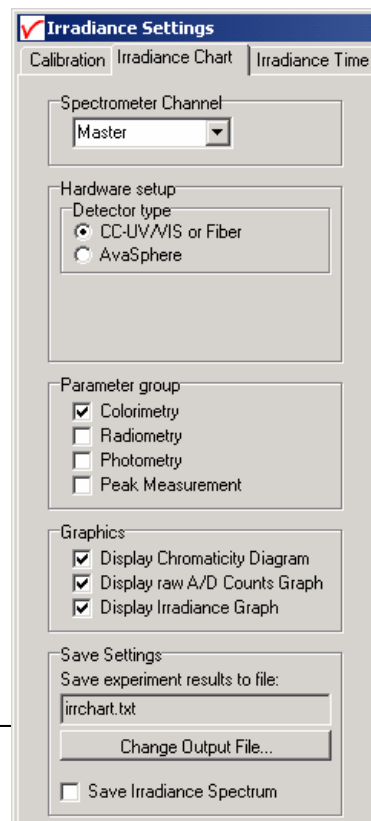 Irradiance Settings
Calibration Irradiance Chart Irradiance Time
Spectrometer Channel
Master
Hardware setup
Detector type
CC-UV/VIS or Fiber
AvaSphere
Parameter group
Colorimetry
Radiometry
Photometry
Peak Measurement
Graphics
Display Chromaticity Diagram
Display raw A/D Counts Graph
Display Irradiance Graph
Save Settings
Save experiment results to file:
irrchart.txt
Change Output File...
Save Irradiance Spectrum